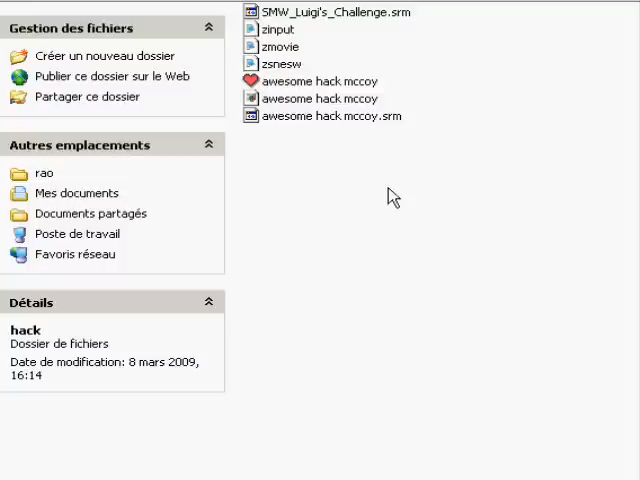 Gestion des fichiers
Créer un nouveau dossier
Publier ce dossier sur le Web
Partager ce dossier
Autres emplacements
rao
Mes documents
Documents partagés
Poste de travail
Favoris réseau
Détails
hack
Dossier de fichiers
Date de modification: 8 mars 2009,
16:14
SMW_Luigi's_Challenge.srm
zinput
zmovie
zsnesw
awesome hack mccoy
awesome hack mccoy
awesome hack mccoy.srm